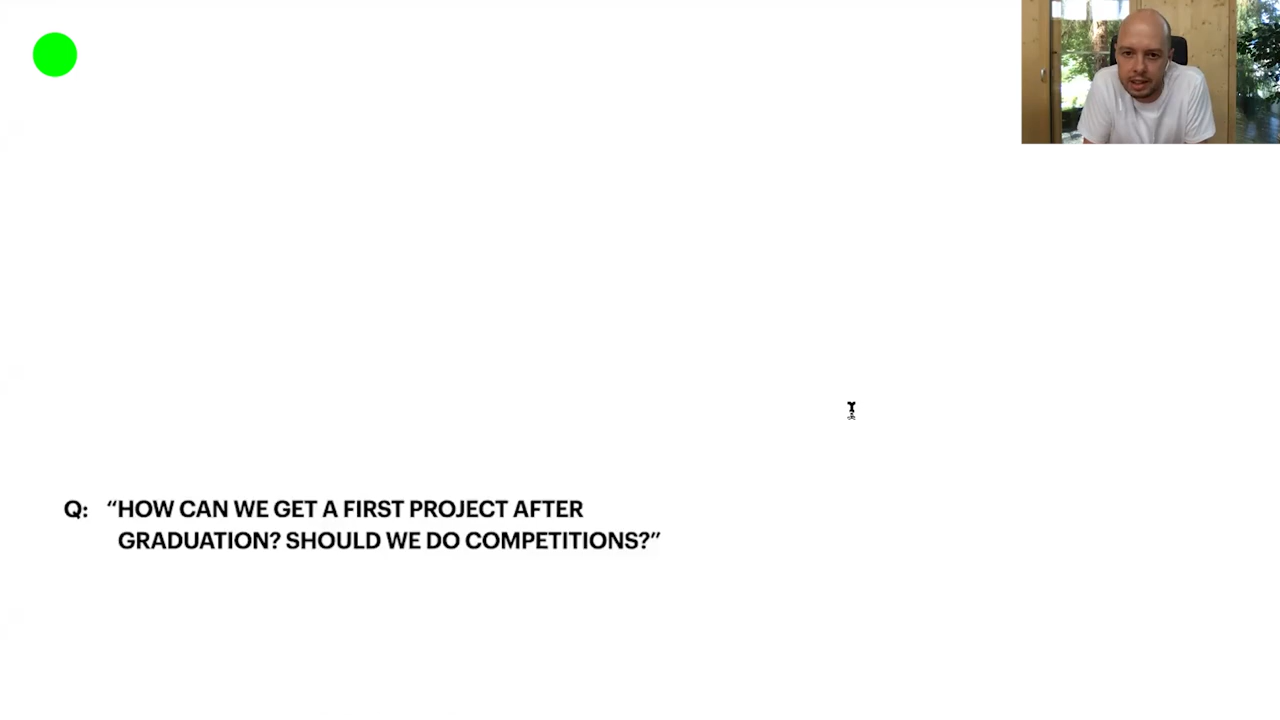 Q: “HOW CAN WE GET A FIRST PROJECT AFTER
GRADUATION? SHOULD WE DO COMPETITIONS?”